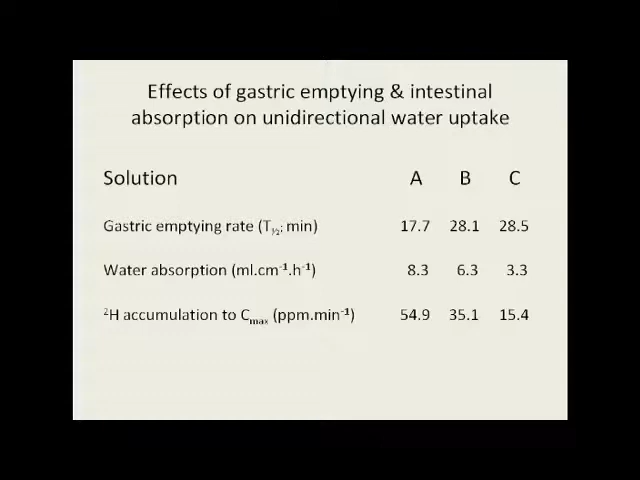 Effects of gastric emptying & intestinal
absorption on unidirectional water uptake
Solution A B C
Gastric emptying rate (T½; min) 17.7 28.1 28.5
Water absorption (ml.cm⁻¹.h⁻¹) 8.3 6.3 3.3
²H accumulation to Cmax (ppm.min⁻¹) 54.9 35.1 15.4